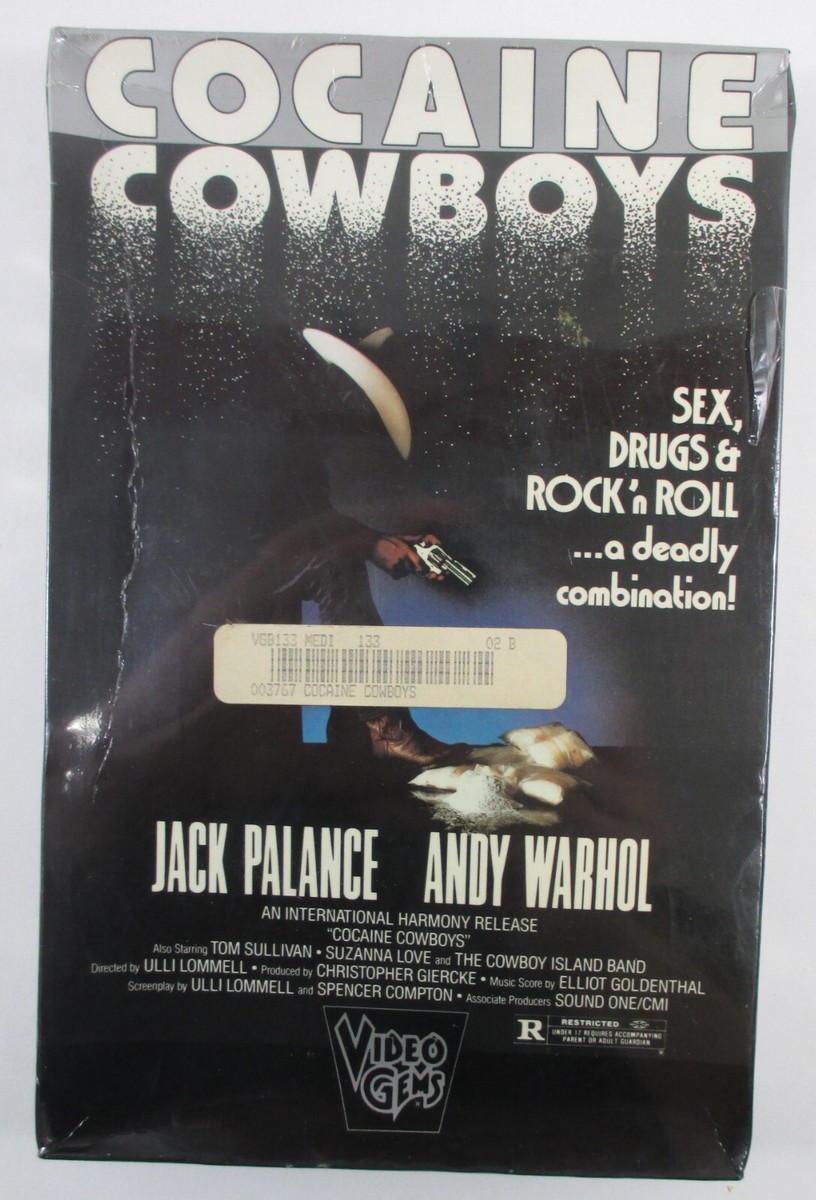 COCAINE
COWBOYS
SEX,
DRUGS &
ROCK 'n ROLL
...a deadly
combination!
VGB133 MEDI 133 02 B
003767 COCAINE COWBOYS
JACK PALANCE ANDY WARHOL
AN INTERNATIONAL HARMONY RELEASE
"COCAINE COWBOYS"
Also Starring TOM SULLIVAN • SUZANNA LOVE and THE COWBOY ISLAND BAND
Directed by ULLI LOMMELL • Produced by CHRISTOPHER GIERCKE • Music Score by ELLIOT GOLDENTHAL
Screenplay by ULLI LOMMELL and SPENCER COMPTON • Associate Producers SOUND ONE/CMI
VIDEO
GEMS
R RESTRICTED
UNDER 17 REQUIRES ACCOMPANYING
PARENT OR ADULT GUARDIAN